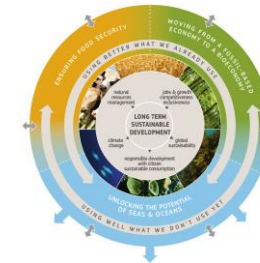 ENSURING FOOD SECURITY
MOVING FROM A FOSSIL-BASED
ECONOMY TO A BIOECONOMY
USING BETTER WHAT WE ALREADY USE
natural
resources
management
jobs & growth
competitiveness
LONG TERM
SUSTAINABLE
DEVELOPMENT
climate
change
global
sustainability
responsible development
with citizen
sustainable consumption
UNLOCKING THE POTENTIAL
OF SEAS & OCEANS
USING WELL WHAT WE DON'T USE YET